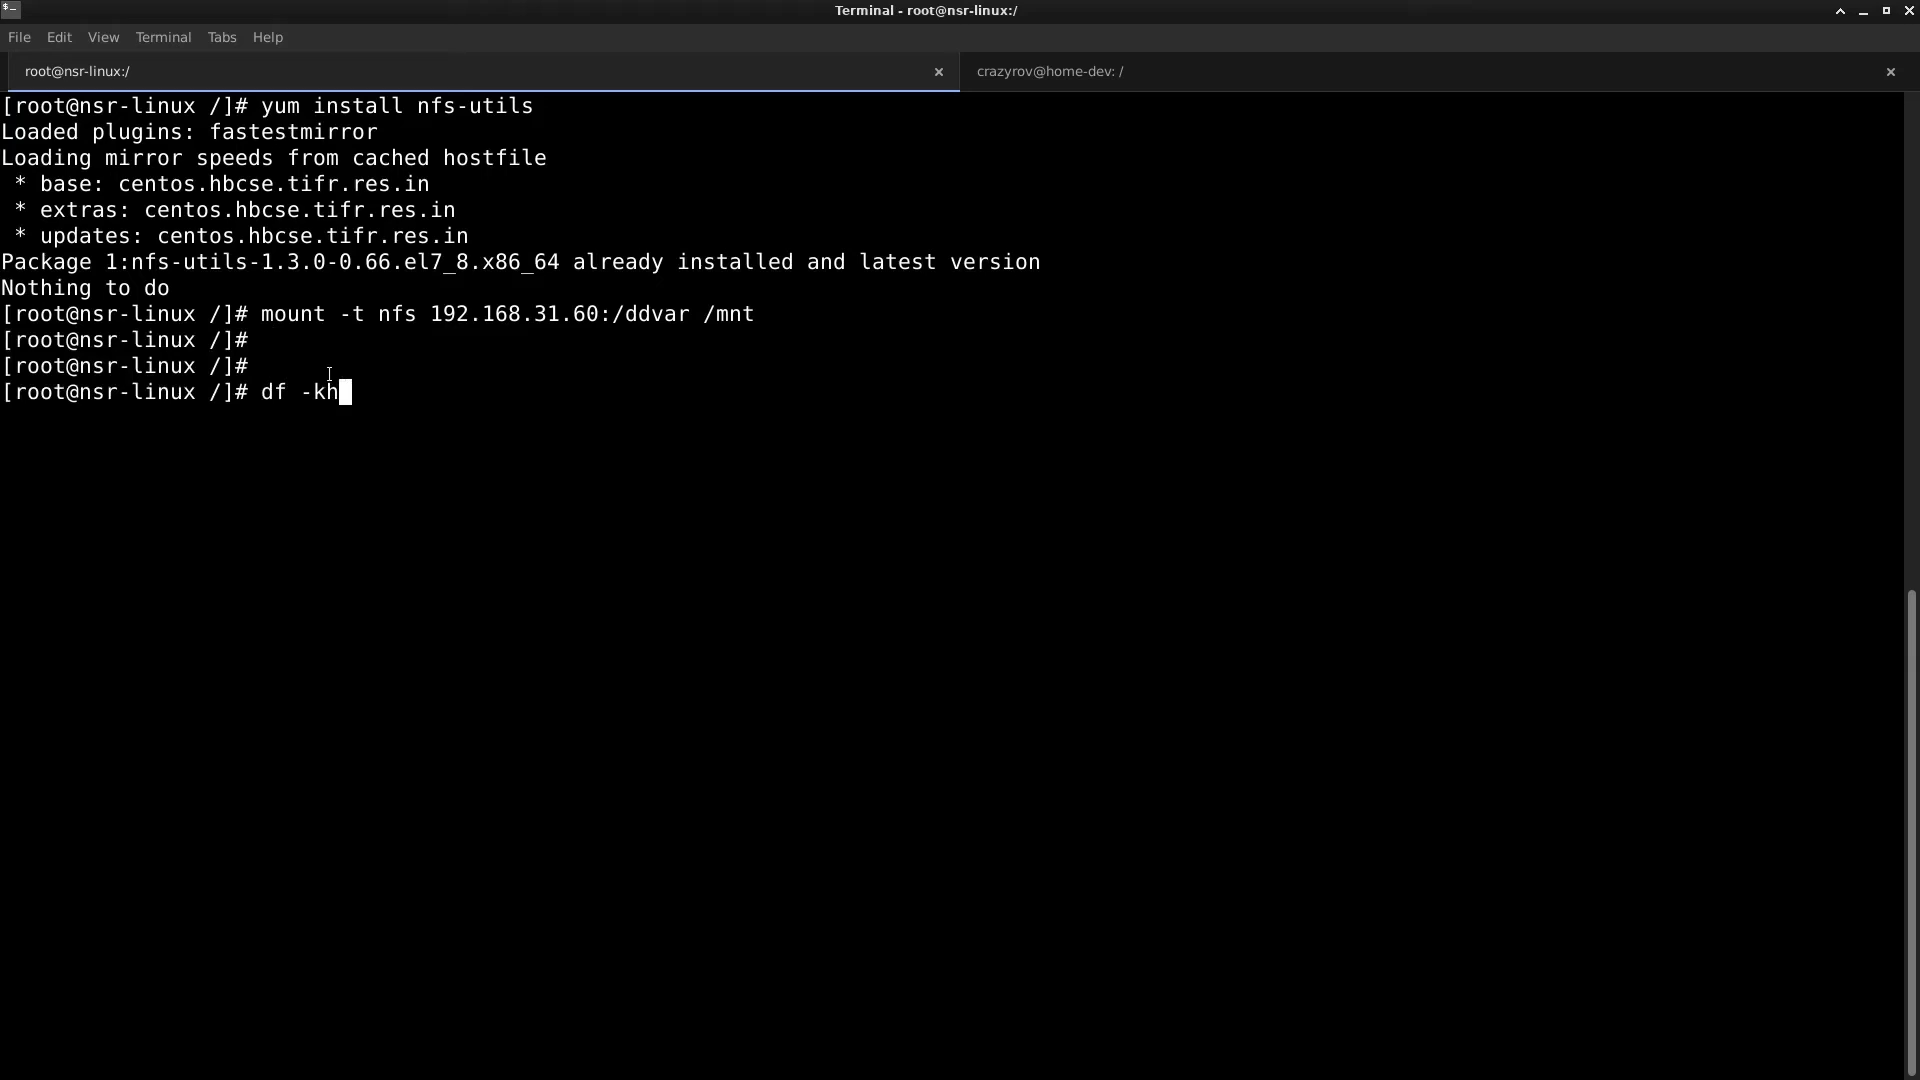 Terminal - root@nsr-linux:/
File Edit View Terminal Tabs Help
root@nsr-linux:/
crazyrov@home-dev: /
[root@nsr-linux /]# yum install nfs-utils
Loaded plugins: fastestmirror
Loading mirror speeds from cached hostfile
 * base: centos.hbcse.tifr.res.in
 * extras: centos.hbcse.tifr.res.in
 * updates: centos.hbcse.tifr.res.in
Package 1:nfs-utils-1.3.0-0.66.el7_8.x86_64 already installed and latest version
Nothing to do
[root@nsr-linux /]# mount -t nfs 192.168.31.60:/ddvar /mnt
[root@nsr-linux /]#
[root@nsr-linux /]#
[root@nsr-linux /]# df -kh